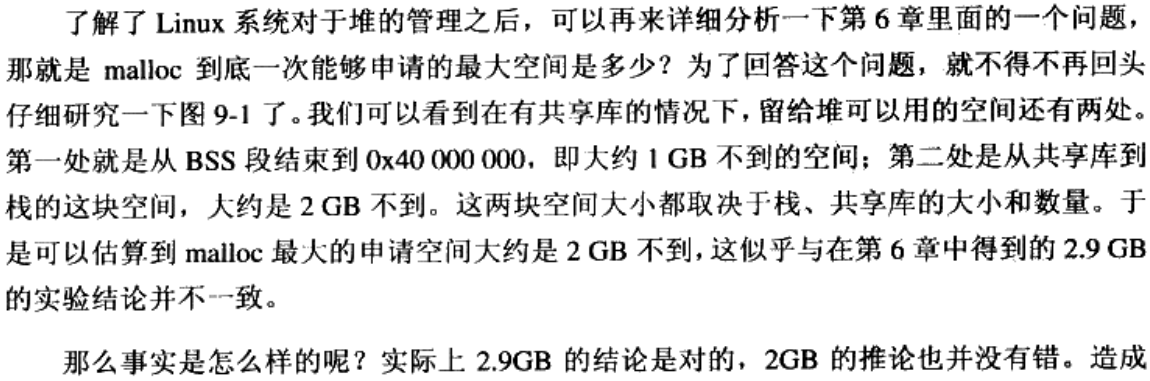 了解了 Linux 系统对于堆的管理之后，可以再来详细分析一下第 6 章里面的一个问题，
那就是 malloc 到底一次能够申请的最大空间是多少？为了回答这个问题，就不得不再回头
仔细研究一下图 9-1 了。我们可以看到在有共享库的情况下，留给堆可以用的空间还有两处。
第一处就是从 BSS 段结束到 0x40 000 000，即大约 1 GB 不到的空间；第二处是从共享库到
栈的这块空间，大约是 2 GB 不到。这两块空间大小都取决于栈、共享库的大小和数量。于
是可以估算到 malloc 最大的申请空间大约是 2 GB 不到，这似乎与在第 6 章中得到的 2.9 GB
的实验结论并不一致。
那么事实是怎么样的呢？实际上 2.9GB 的结论是对的，2GB 的推论也并没有错。造成